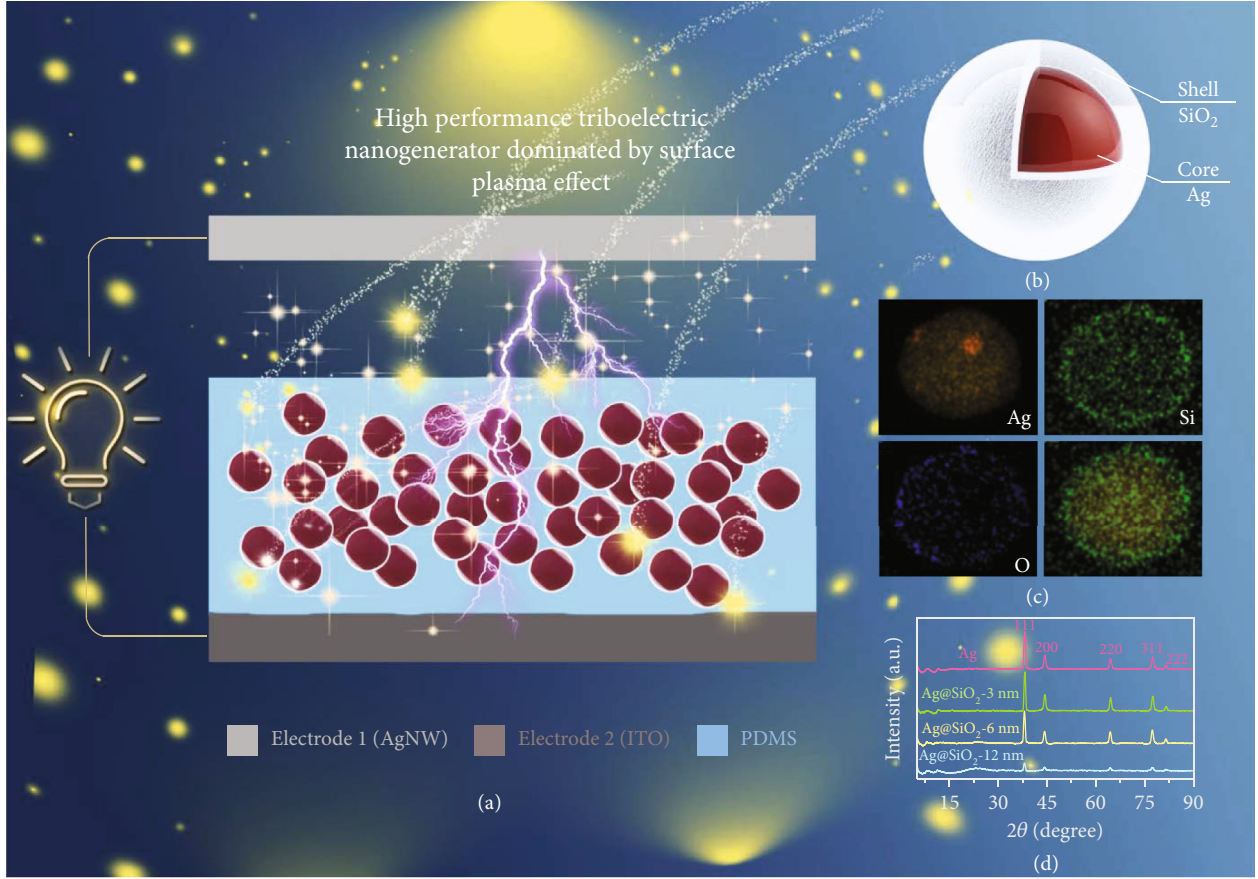 High performance triboelectric
nanogenerator dominated by surface
plasma effect
Electrode 1 (AgNW)
Electrode 2 (ITO)
PDMS
(a)
Shell
SiO₂
Core
Ag
(b)
Ag
Si
O
(c)
Intensity (a.u.)
111
Ag
200
220
311
222
Ag@SiO₂-3 nm
Ag@SiO₂-6 nm
Ag@SiO₂-12 nm
15 30 45 60 75 90
2θ (degree)
(d)